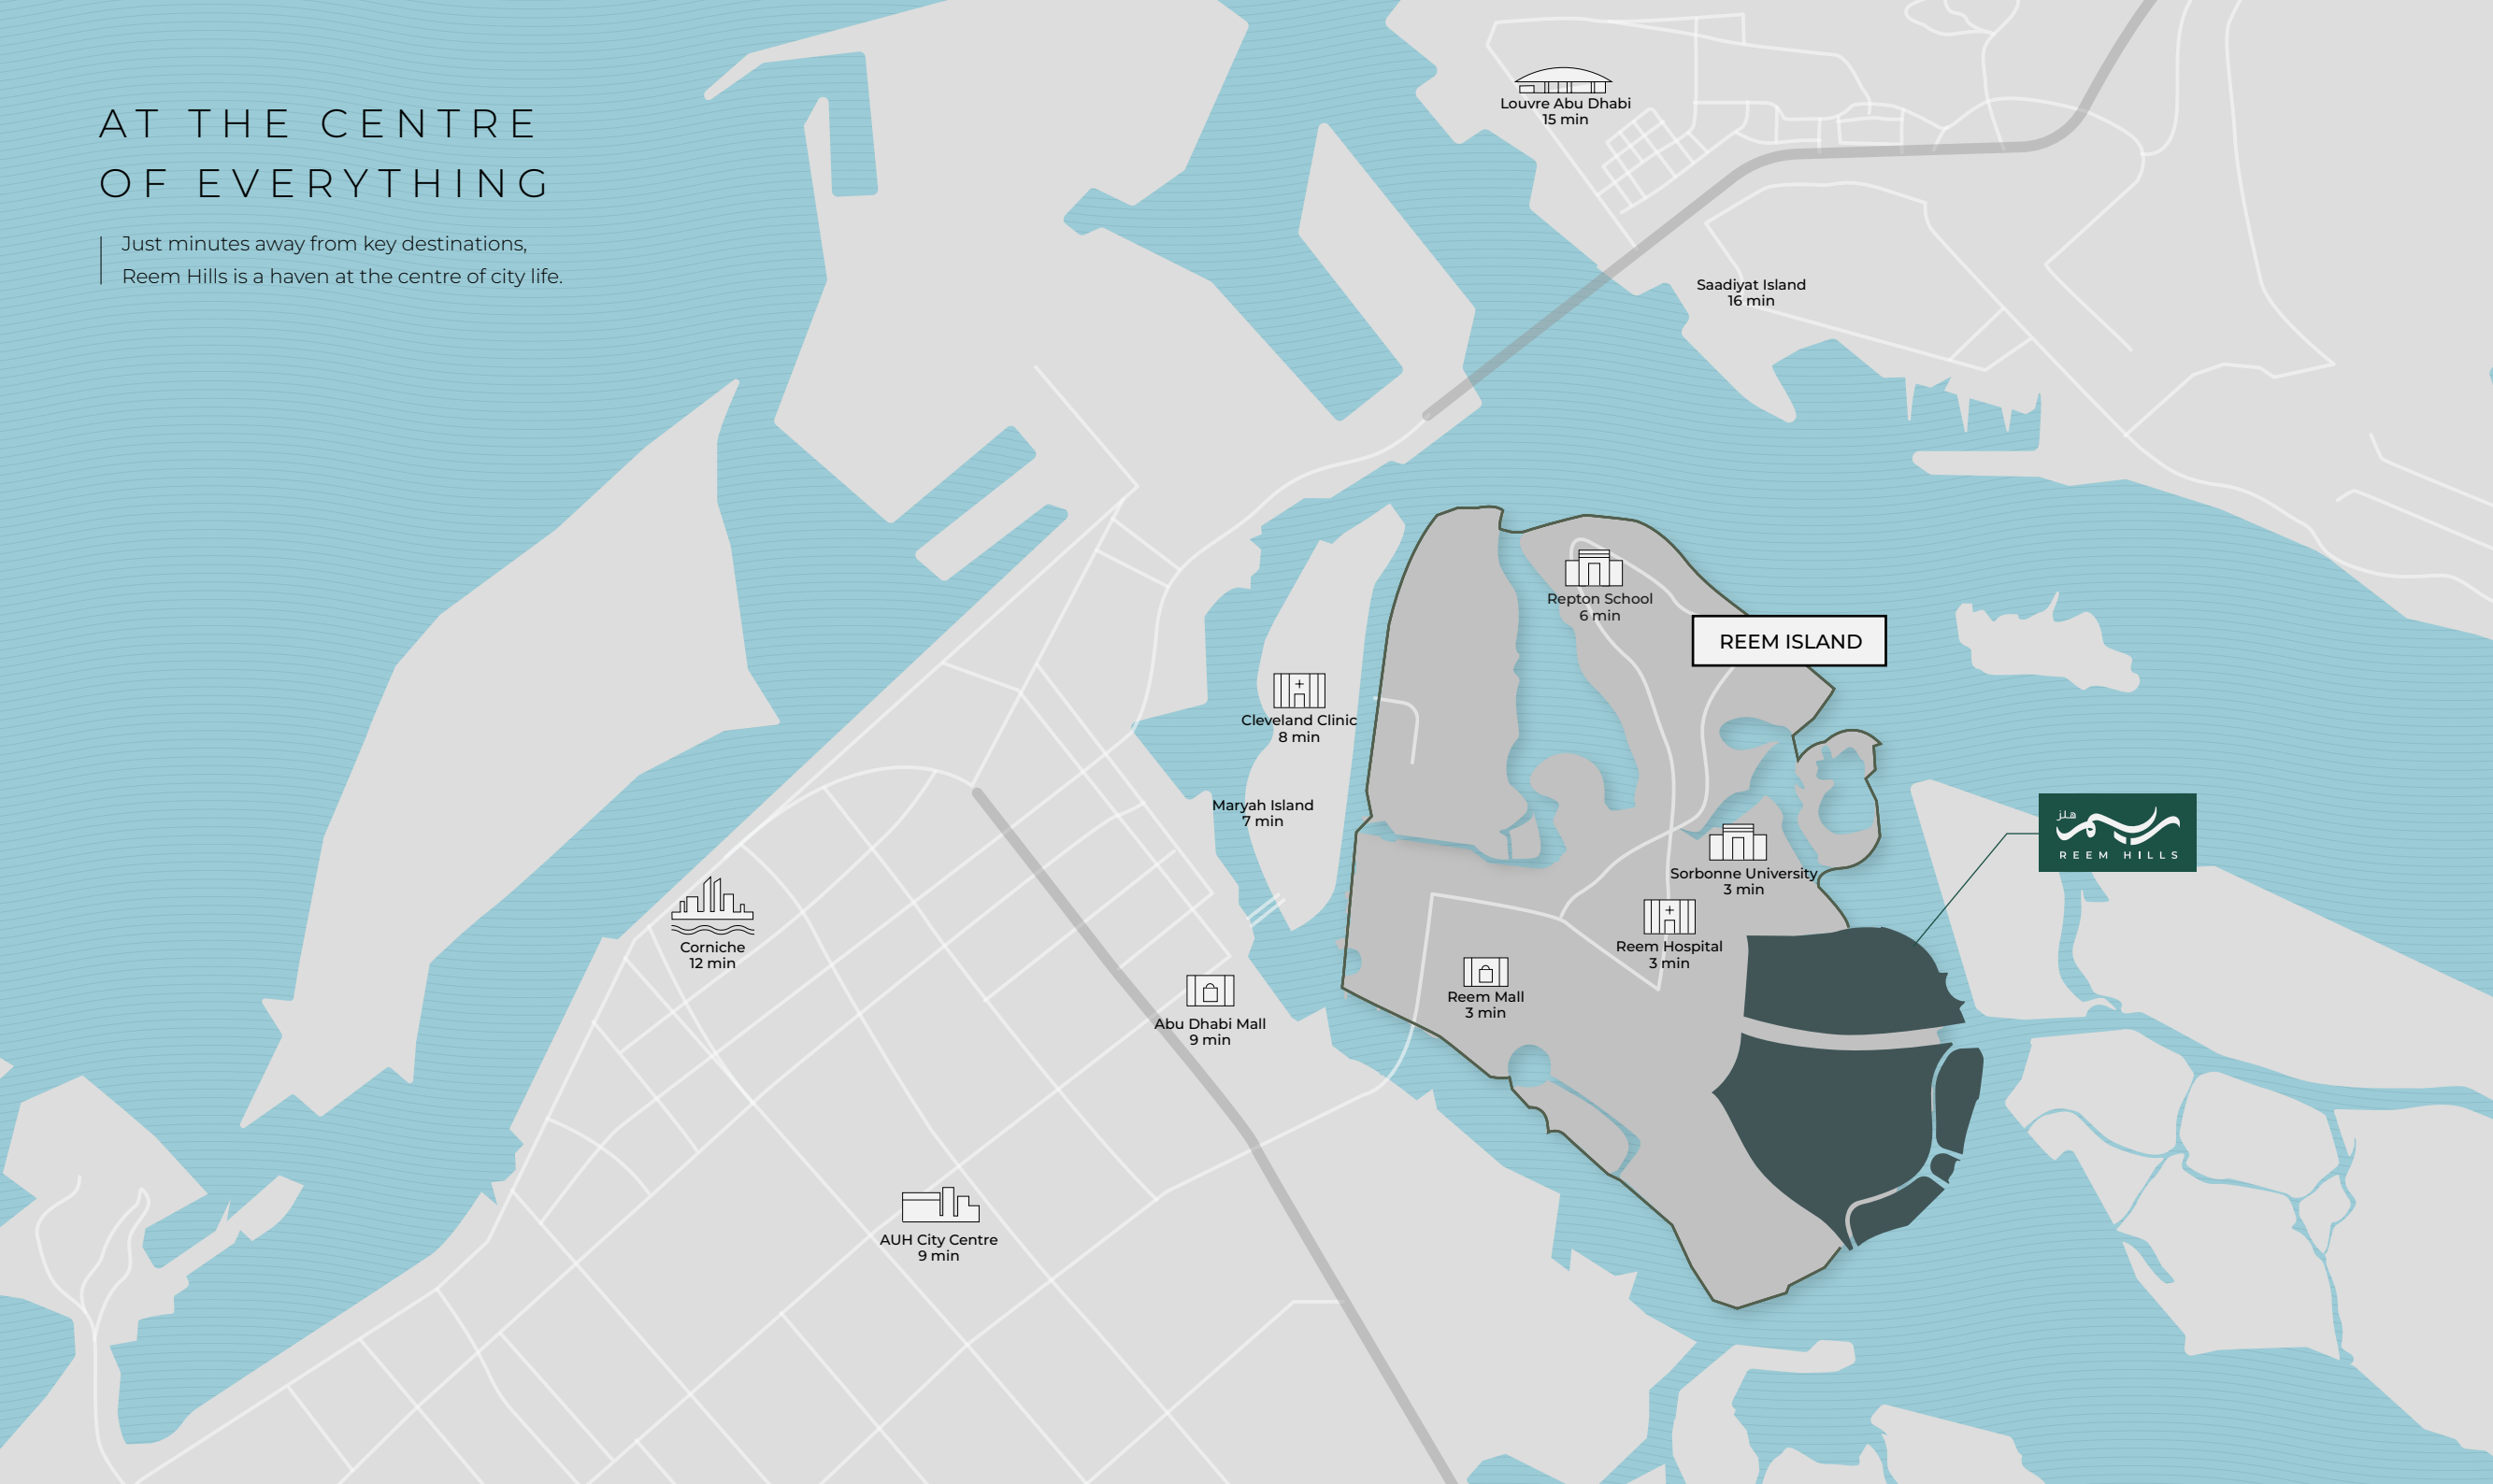 AT THE CENTRE
OF EVERYTHING
Just minutes away from key destinations,
Reem Hills is a haven at the centre of city life.
Louvre Abu Dhabi
15 min
Saadiyat Island
16 min
Repton School
6 min
REEM ISLAND
Cleveland Clinic
8 min
Maryah Island
7 min
ريم هلز
REEM HILLS
Sorbonne University
3 min
Reem Hospital
3 min
Corniche
12 min
Reem Mall
3 min
Abu Dhabi Mall
9 min
AUH City Centre
9 min